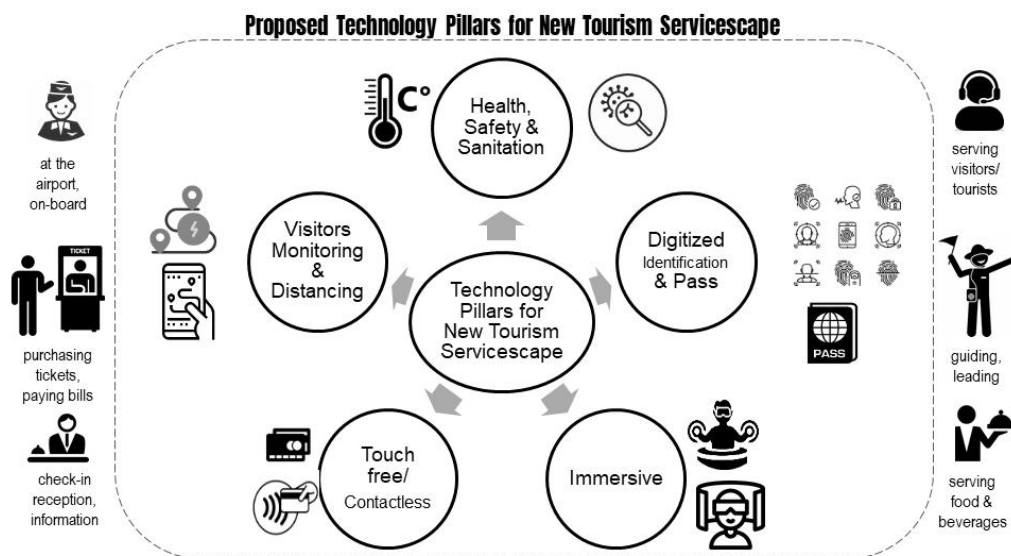 Proposed Technology Pillars for New Tourism Servicescape
at the
airport,
on-board
TICKET
purchasing
tickets,
paying bills
check-in
reception,
information
C°
Health,
Safety &
Sanitation
Visitors
Monitoring
&
Distancing
Digitized
Identification
& Pass
PASS
Technology
Pillars for
New Tourism
Servicescape
Touch
free/
Contactless
Immersive
serving
visitors/
tourists
guiding,
leading
serving
food &
beverages